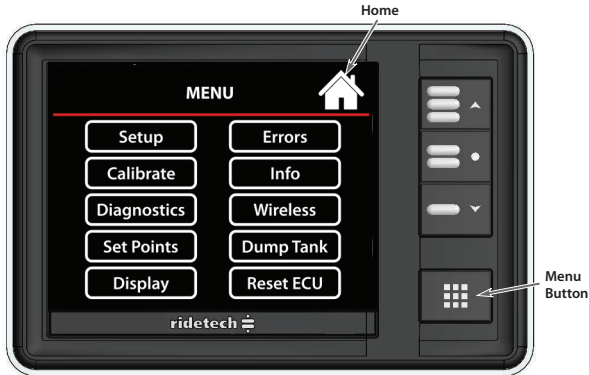 Home
MENU
Setup
Errors
Calibrate
Info
Diagnostics
Wireless
Set Points
Dump Tank
Display
Reset ECU
ridetech
Menu
Button